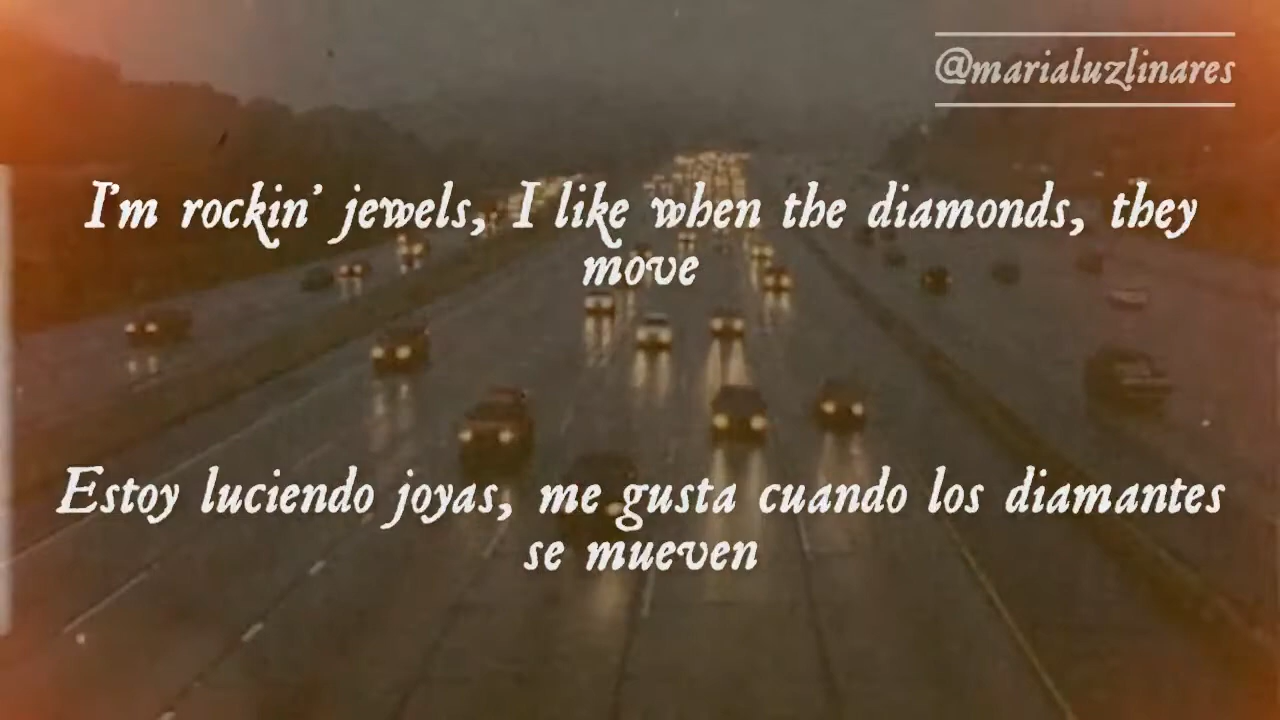 @marialuzlinares
I'm rockin' jewels, I like when the diamonds, they
move
Estoy luciendo joyas, me gusta cuando los diamantes
se mueven